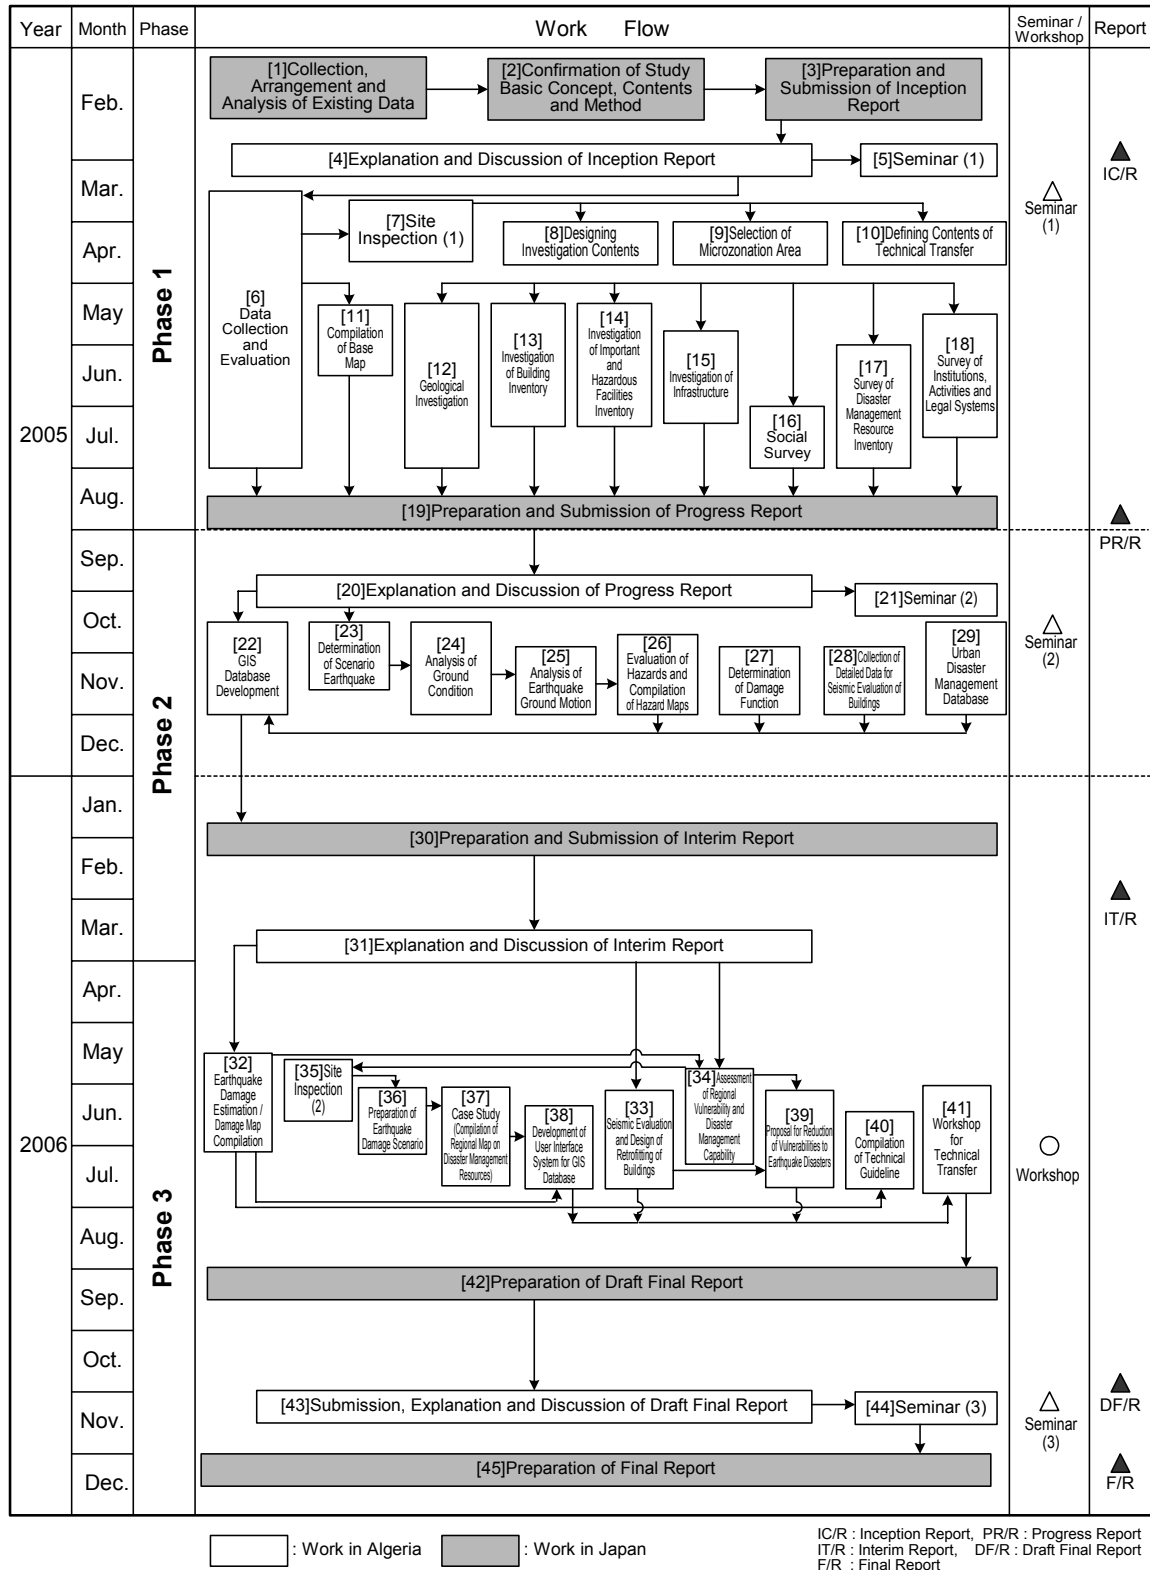 Year
Month
Phase
Work Flow
Seminar /
Workshop
Report
2005
2006
Feb.
Mar.
Apr.
May
Jun.
Jul.
Aug.
Sep.
Oct.
Nov.
Dec.
Jan.
Feb.
Mar.
Apr.
May
Jun.
Jul.
Aug.
Sep.
Oct.
Nov.
Dec.
Phase 1
Phase 2
Phase 3
[1]Collection,
Arrangement and
Analysis of Existing Data
[2]Confirmation of Study
Basic Concept, Contents
and Method
[3]Preparation and
Submission of Inception
Report
[4]Explanation and Discussion of Inception Report
[5]Seminar (1)
[6]
Data
Collection
and
Evaluation
[7]Site
Inspection (1)
[8]Designing
Investigation Contents
[9]Selection of
Microzonation Area
[10]Defining Contents of
Technical Transfer
[11]
Compilation
of Base
Map
[12]
Geological
Investigation
[13]
Investigation
of Building
Inventory
[14]
Investigation
of Important
and
Hazardous
Facilities
Inventory
[15]
Investigation of
Infrastructure
[16]
Social
Survey
[17]
Survey of
Disaster
Management
Resource
Inventory
[18]
Survey of
Institutions,
Activities and
Legal Systems
[19]Preparation and Submission of Progress Report
[20]Explanation and Discussion of Progress Report
[21]Seminar (2)
[22]
GIS
Database
Development
[23]
Determination
of Scenario
Earthquake
[24]
Analysis of
Ground
Condition
[25]
Analysis of
Earthquake
Ground Motion
[26]
Evaluation of
Hazards and
Compilation
of Hazard Maps
[27]
Determination
of Damage
Function
[28]Collection of
Detailed Data for
Seismic Evaluation of
Buildings
[29]
Urban
Disaster
Management
Database
[30]Preparation and Submission of Interim Report
[31]Explanation and Discussion of Interim Report
[32]
Earthquake
Damage
Estimation /
Damage Map
Compilation
[35]Site
Inspection
(2)
[36]
Preparation of
Earthquake
Damage Scenario
[37]
Case Study
(Compilation of
Regional Map on
Disaster Management
Resources)
[38]
Development of
User Interface
System for GIS
Database
[33]
Seismic Evaluation
and Design of
Retrofitting of
Buildings
[34]Assessment
of Regional
Vulnerability and
Disaster
Management
Capability
[39]
Proposal for Reduction
of Vulnerabilities to
Earthquake Disasters
[40]
Compilation
of Technical
Guideline
[41]
Workshop
for
Technical
Transfer
[42]Preparation of Draft Final Report
[43]Submission, Explanation and Discussion of Draft Final Report
[44]Seminar (3)
[45]Preparation of Final Report
Seminar
(1)
Seminar
(2)
Workshop
Seminar
(3)
IC/R
PR/R
IT/R
DF/R
F/R
: Work in Algeria
: Work in Japan
IC/R : Inception Report, PR/R : Progress Report
IT/R : Interim Report, DF/R : Draft Final Report
F/R : Final Report